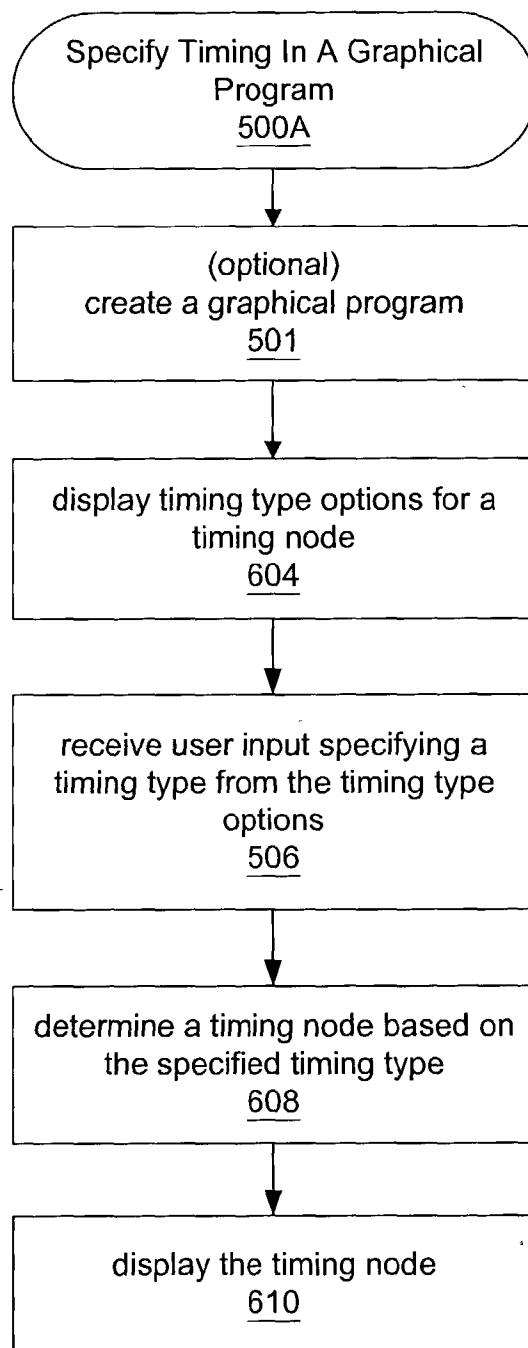 Specify Timing In A Graphical
Program
500A
(optional)
create a graphical program
501
display timing type options for a
timing node
604
receive user input specifying a
timing type from the timing type
options
506
determine a timing node based on
the specified timing type
608
display the timing node
610